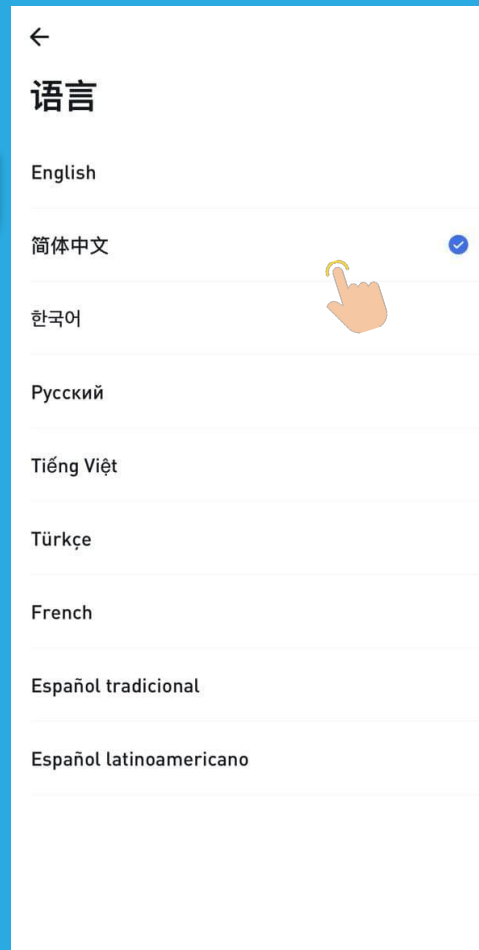 语言
English
简体中文
한국어
Русский
Tiếng Việt
Türkçe
French
Español tradicional
Español latinoamericano